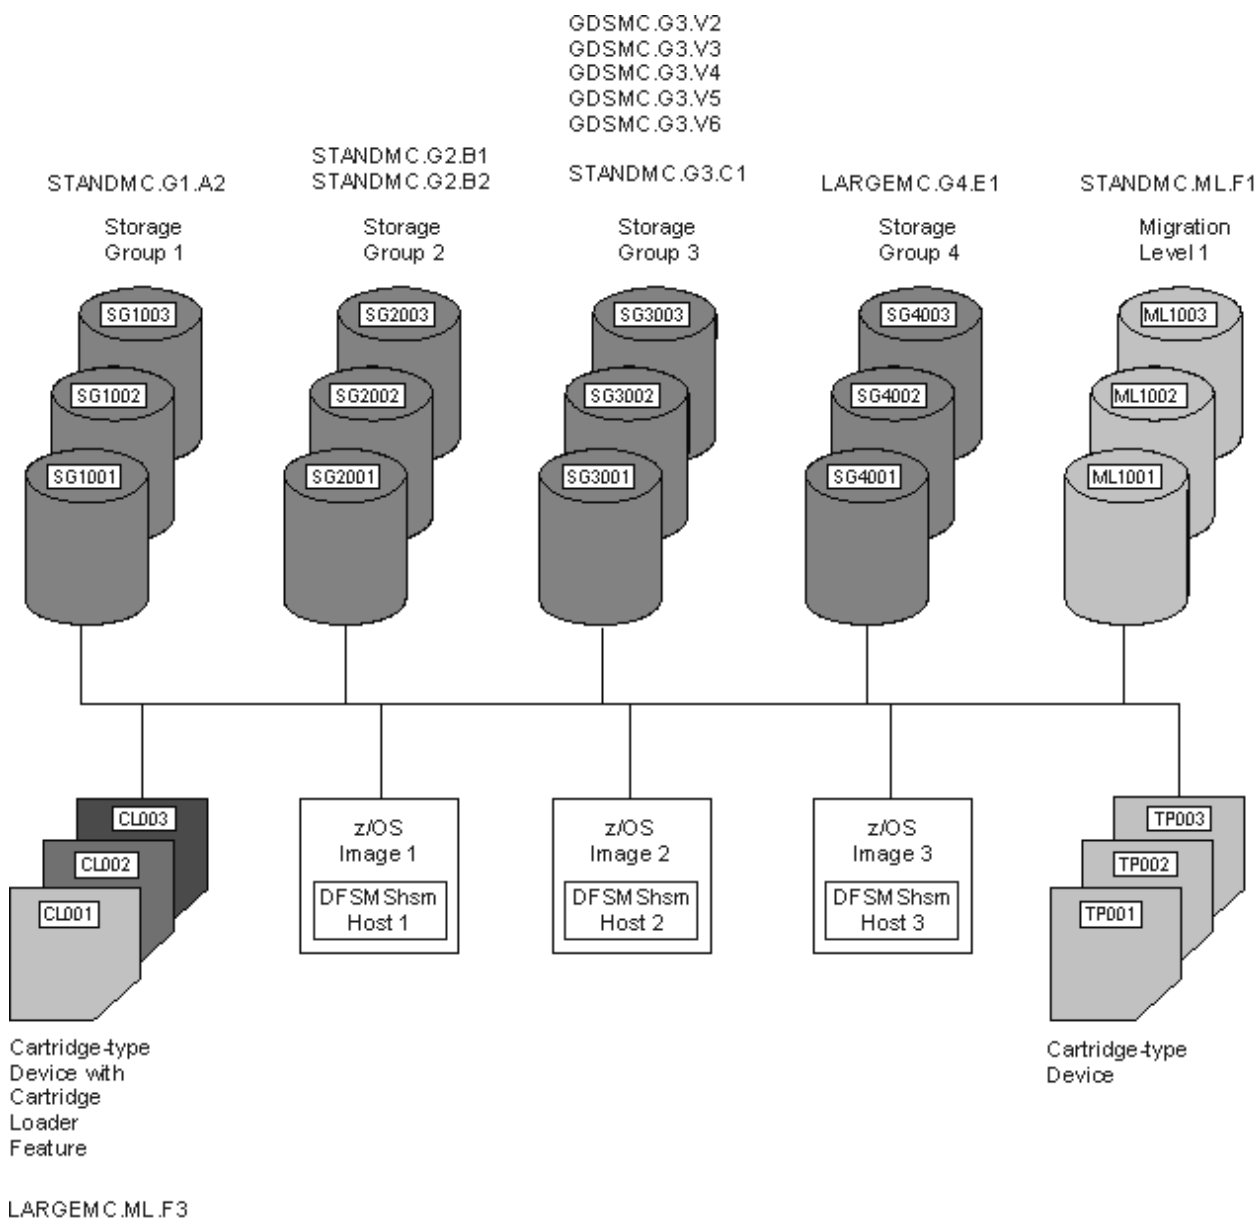 GDSMC.G3.V2
GDSMC.G3.V3
GDSMC.G3.V4
GDSMC.G3.V5
GDSMC.G3.V6
STANDMC.G1.A2
STANDMC.G2.B1
STANDMC.G2.B2
STANDMC.G3.C1
LARGEMC.G4.E1
STANDMC.ML.F1
Storage
Group 1
Storage
Group 2
Storage
Group 3
Storage
Group 4
Migration
Level 1
SG1003
SG1002
SG1001
SG2003
SG2002
SG2001
SG3003
SG3002
SG3001
SG4003
SG4002
SG4001
ML1003
ML1002
ML1001
CL003
CL002
CL001
z/OS
Image 1
DFSMShsm
Host 1
z/OS
Image 2
DFSMShsm
Host 2
z/OS
Image 3
DFSMShsm
Host 3
TP003
TP002
TP001
Cartridge-type
Device with
Cartridge
Loader
Feature
Cartridge-type
Device
LARGEMC.ML.F3